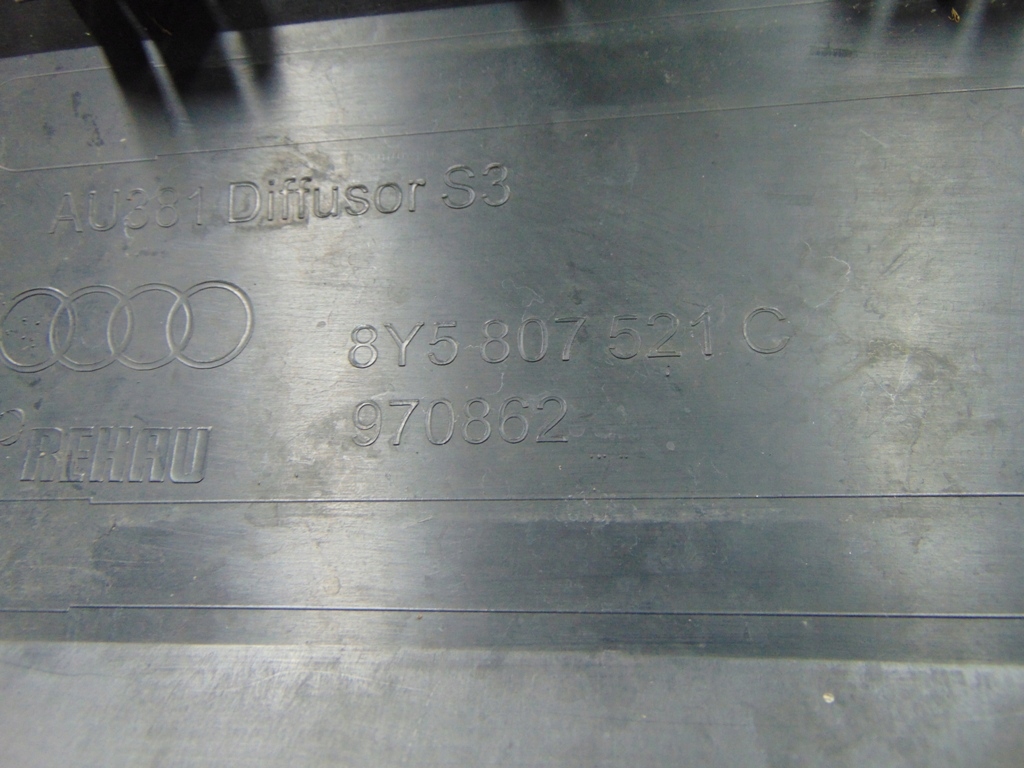 AU381 Diffusor S3
8Y5 807 521 C
970862
REHAU